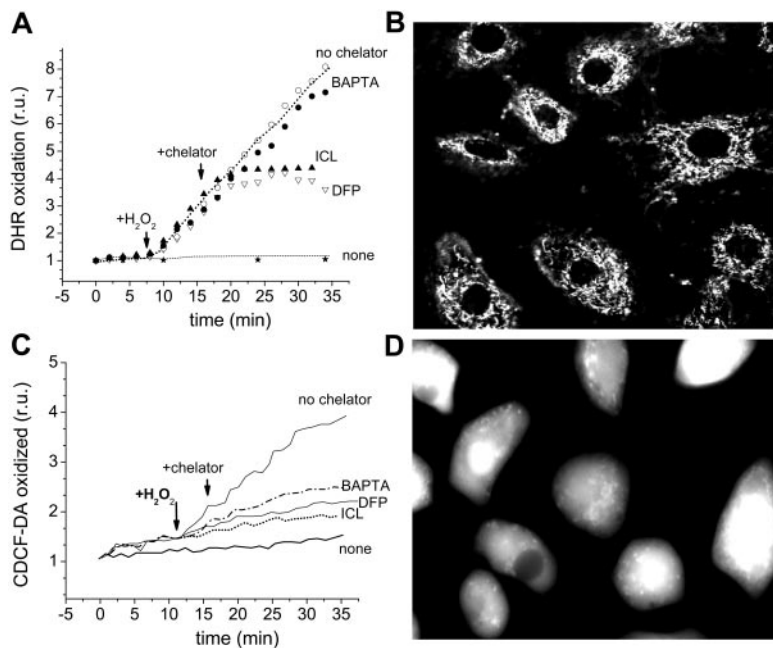 A
B
DHR oxidation (r.u.)
8
7
6
5
4
3
2
1
no chelator
BAPTA
+chelator
ICL
+H2O2
DFP
none
-5 0 5 10 15 20 25 30 35
time (min)
C
D
CDCF-DA oxidized (r.u.)
5
4
3
2
1
no chelator
+chelator
+H2O2
BAPTA
DFP
ICL
none
-5 0 5 10 15 20 25 30 35
time (min)